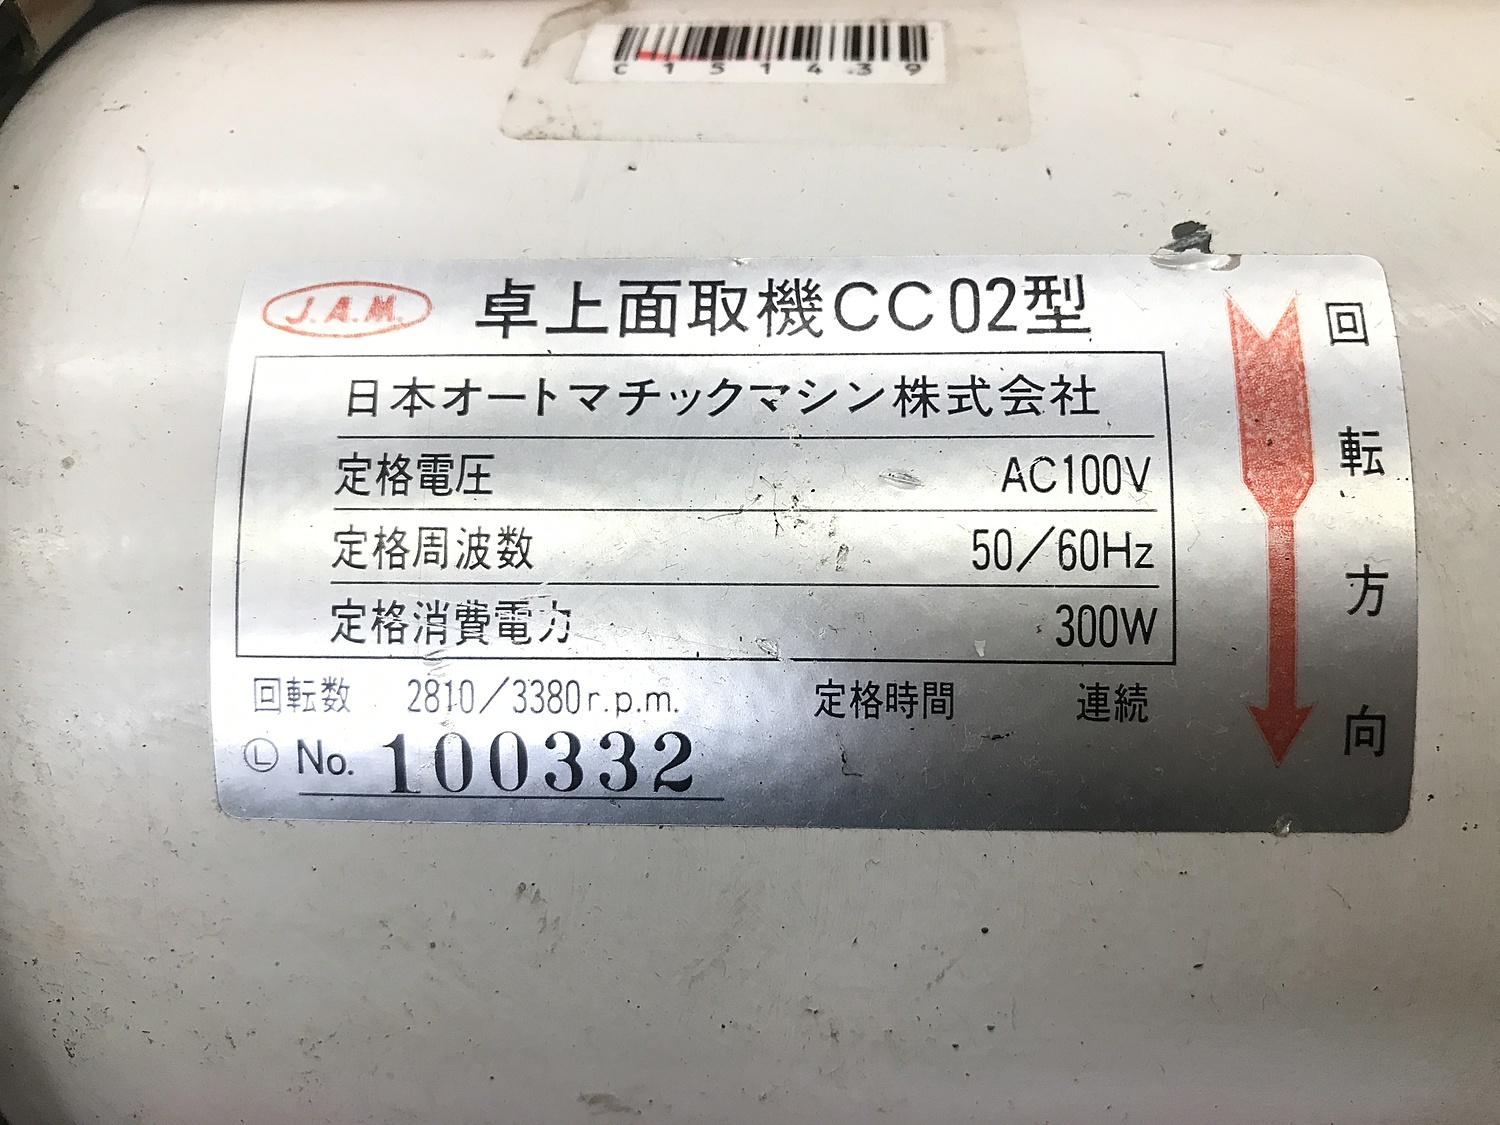 C151439
J.A.M. 卓上面取機CC02型
日本オートマチックマシン株式会社
定格電圧 AC100V
定格周波数 50/60Hz
定格消費電力 300W
回転数 2810/3380r.p.m. 定格時間 連続
Ⓛ No. 100332
回転方向